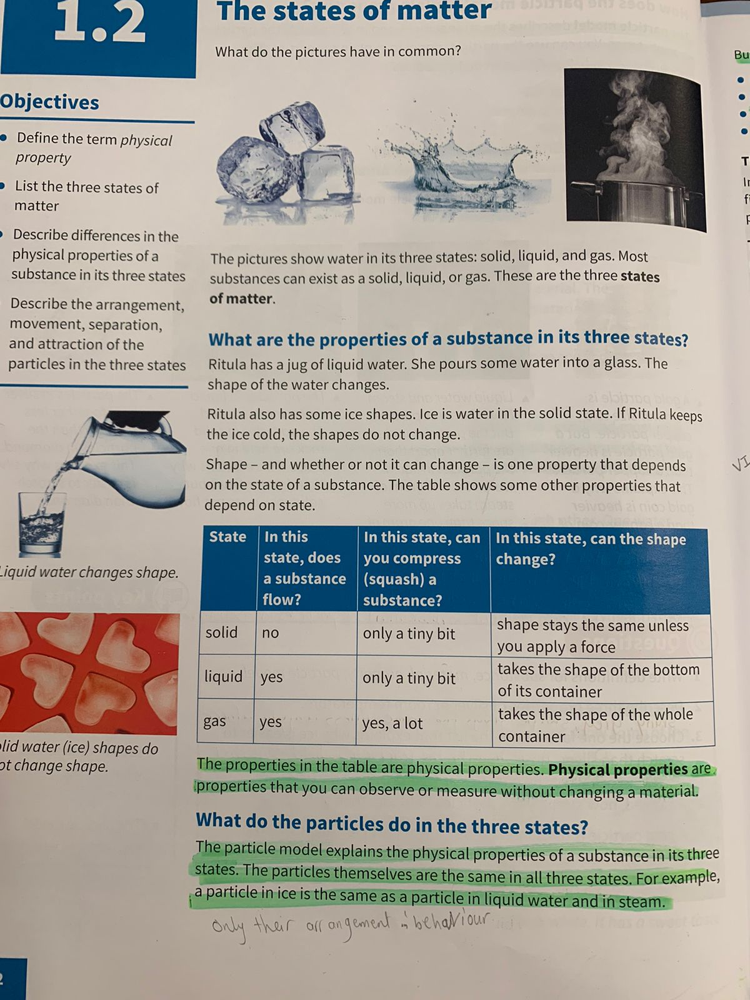 1.2
The states of matter
What do the pictures have in common?
Objectives
Define the term physical
property
List the three states of
matter
Describe differences in the
physical properties of a
substance in its three states
Describe the arrangement,
movement, separation,
and attraction of the
particles in the three states
Liquid water changes shape.
lid water (ice) shapes do
ot change shape.
The pictures show water in its three states: solid, liquid, and gas. Most
substances can exist as a solid, liquid, or gas. These are the three states
of matter.
What are the properties of a substance in its three states?
Ritula has a jug of liquid water. She pours some water into a glass. The
shape of the water changes.
Ritula also has some ice shapes. Ice is water in the solid state. If Ritula keeps
the ice cold, the shapes do not change.
Shape – and whether or not it can change – is one property that depends
on the state of a substance. The table shows some other properties that
depend on state.
State | In this state, does a substance flow? | In this state, can you compress (squash) a substance? | In this state, can the shape change?
solid | no | only a tiny bit | shape stays the same unless you apply a force
liquid | yes | only a tiny bit | takes the shape of the bottom of its container
gas | yes | yes, a lot | takes the shape of the whole container
The properties in the table are physical properties. Physical properties are
properties that you can observe or measure without changing a material.
What do the particles do in the three states?
The particle model explains the physical properties of a substance in its three
states. The particles themselves are the same in all three states. For example,
a particle in ice is the same as a particle in liquid water and in steam.
only their arrangement behaviour
2
Bu